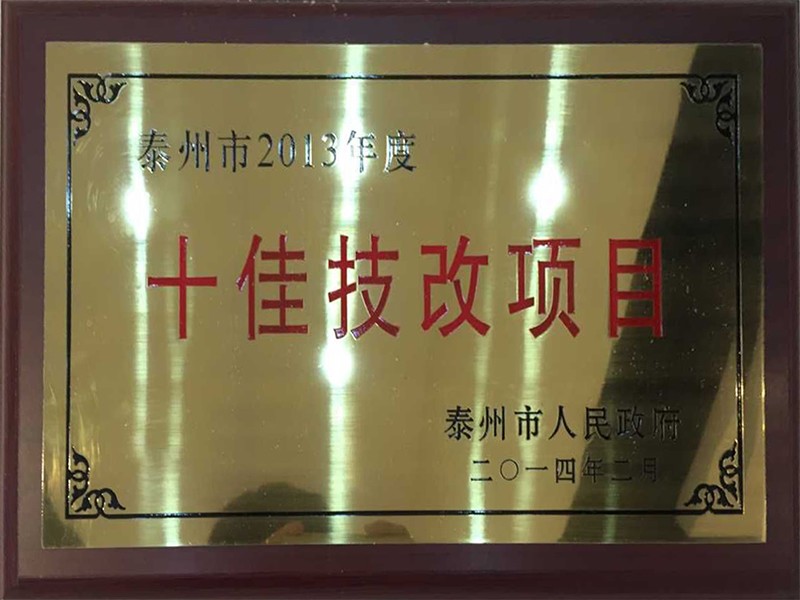 泰州市2013年度
十佳技改项目
泰州市人民政府
二〇一四年二月